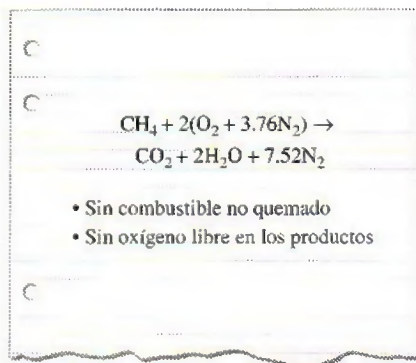 CH₄ + 2(O₂ + 3.76N₂) →
CO₂ + 2H₂O + 7.52N₂
• Sin combustible no quemado
• Sin oxígeno libre en los productos